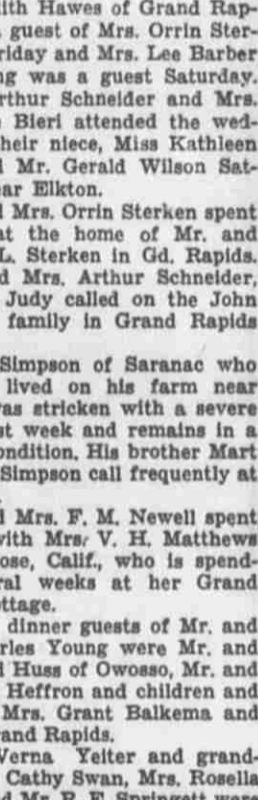 ith Hawes of Grand Rap-
guest of Mrs. Orrin Ster-
riday and Mrs. Lee Barber
ng was a guest Saturday.
rthur Schneider and Mrs.
Bieri attended the wed-
heir niece, Miss Kathleen
Mr. Gerald Wilson Sat-
ar Elkton.
Mrs. Orrin Sterken spent
at the home of Mr. and
L. Sterken in Gd. Rapids.
d Mrs. Arthur Schneider,
Judy called on the John
family in Grand Rapids
Simpson of Saranac who
lived on his farm near
as stricken with a severe
st week and remains in a
ondition. His brother Mart
Simpson call frequently at
Mrs. F. M. Newell spent
with Mrs. V. H. Matthews
ose, Calif., who is spend-
ral weeks at her Grand
ttage.
dinner guests of Mr. and
rles Young were Mr. and
Huss of Owosso, Mr. and
Heffron and children and
Mrs. Grant Balkema and
and Rapids.
Verna Yeiter and grand-
Cathy Swan, Mrs. Rosella
d Mr. R. E. Springett were